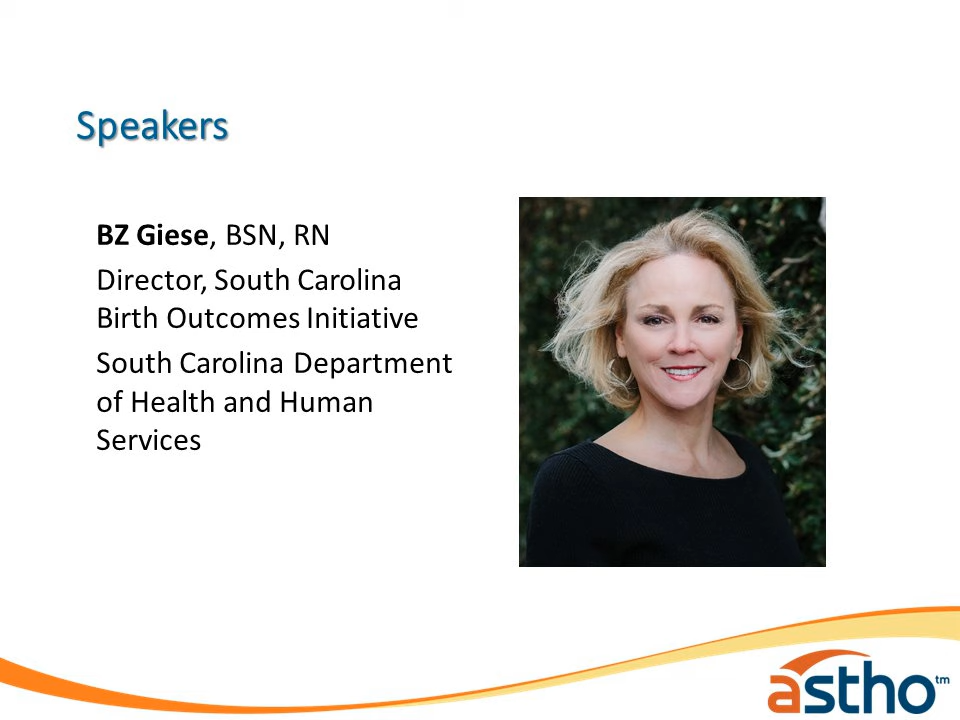 Speakers
BZ Giese, BSN, RN
Director, South Carolina
Birth Outcomes Initiative
South Carolina Department
of Health and Human
Services
astho™